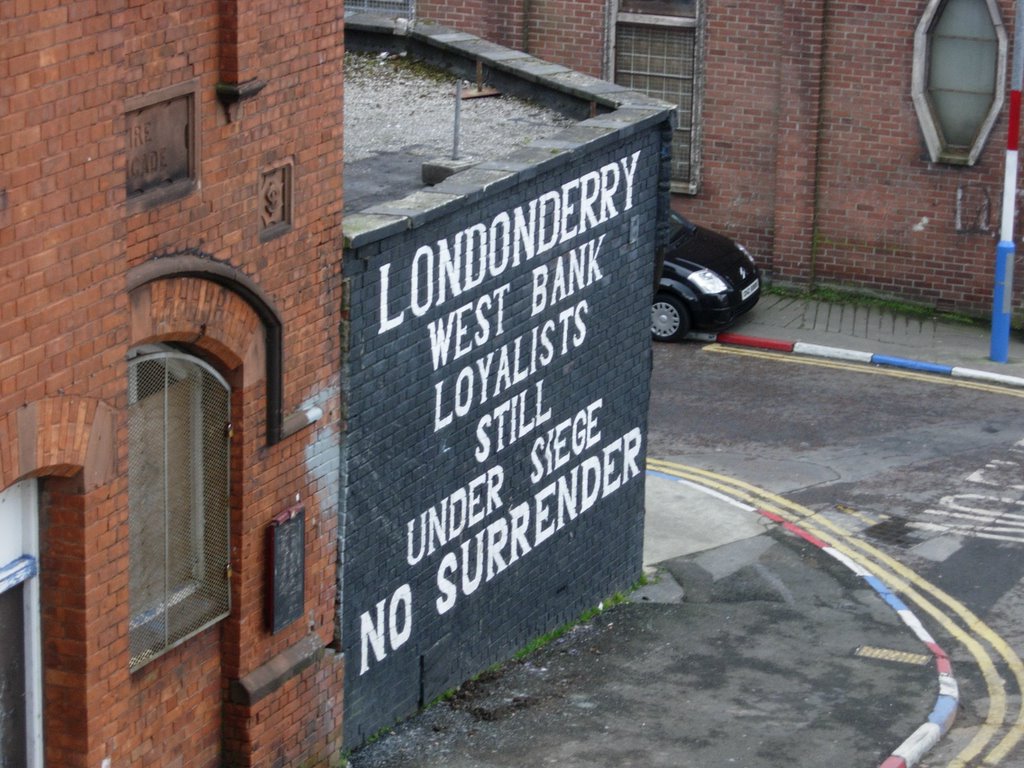 LONDONDERRY
WEST BANK
LOYALISTS
STILL
UNDER SIEGE
NO SURRENDER